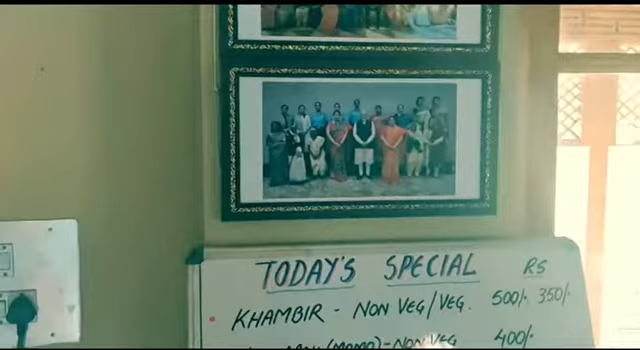 TODAY'S SPECIAL RS
KHAMBIR - NON VEG/VEG. 500/- 350/-
(MOMO)-NON VEG 400/-